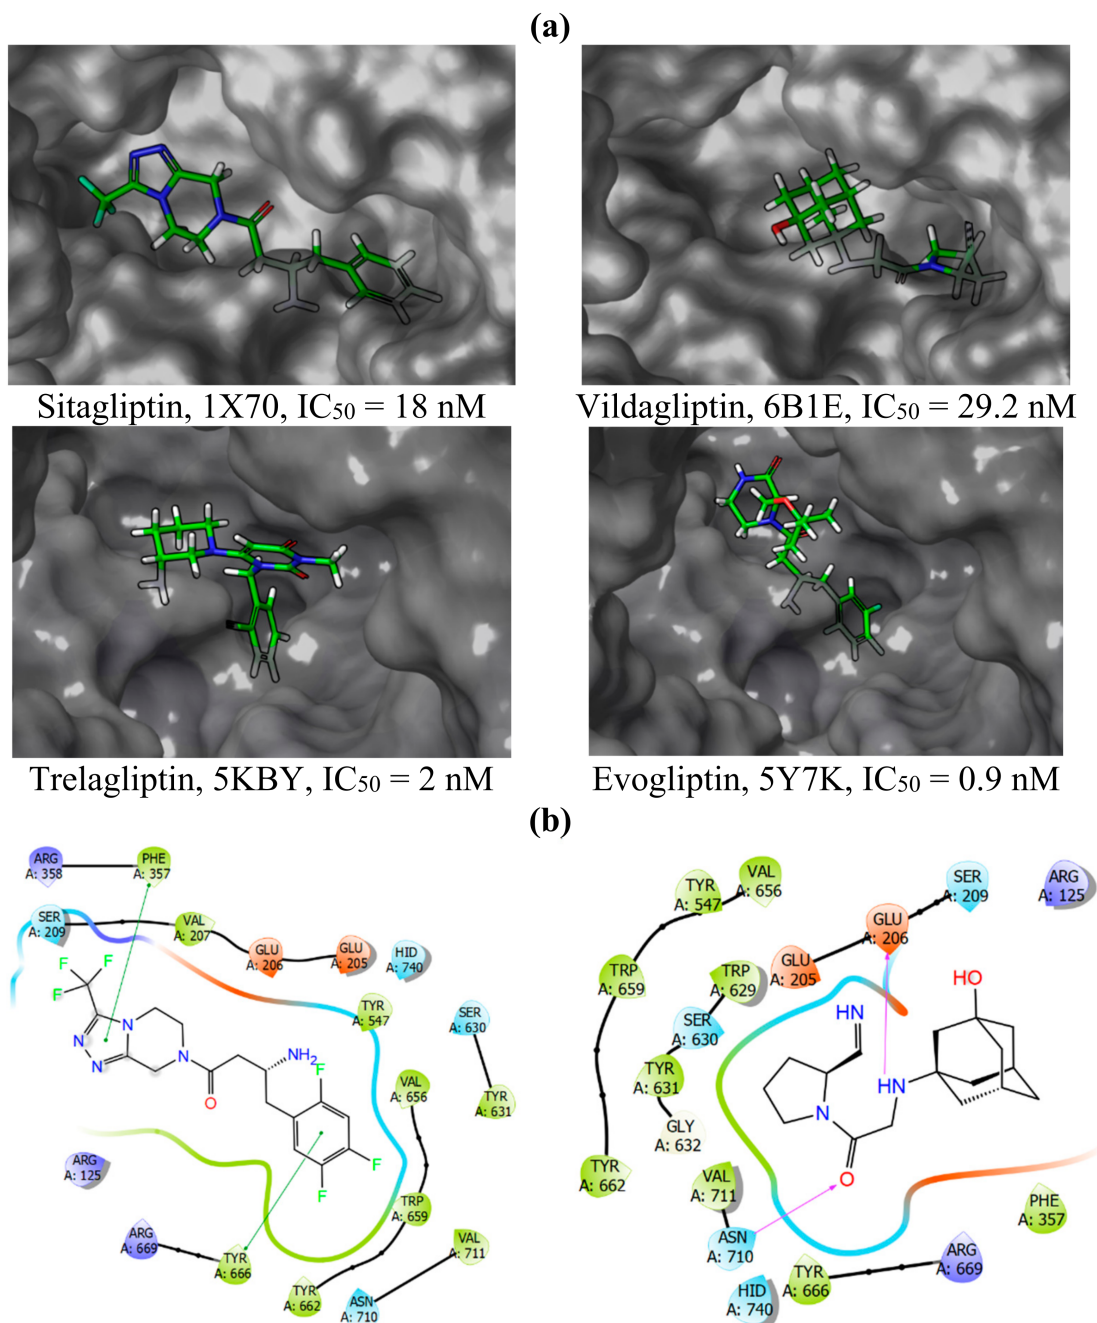 (a)
Sitagliptin, 1X70, IC50 = 18 nM
Vildagliptin, 6B1E, IC50 = 29.2 nM
Trelagliptin, 5KBY, IC50 = 2 nM
Evogliptin, 5Y7K, IC50 = 0.9 nM
(b)
ARG
A: 358
PHE
A: 357
SER
A: 209
VAL
A: 207
GLU
A: 206
GLU
A: 205
HID
A: 740
F
F
F
N
N
N
N
O
NH2
F
F
F
TYR
A: 547
SER
A: 630
VAL
A: 656
TYR
A: 631
ARG
A: 125
ARG
A: 669
TYR
A: 666
TRP
A: 659
VAL
A: 711
TYR
A: 662
ASN
A: 710
TYR
A: 547
VAL
A: 656
SER
A: 209
ARG
A: 125
GLU
A: 206
GLU
A: 205
TRP
A: 659
TRP
A: 629
SER
A: 630
TYR
A: 631
GLY
A: 632
TYR
A: 662
HO
HN
HN
N
O
VAL
A: 711
ASN
A: 710
HID
A: 740
TYR
A: 666
ARG
A: 669
PHE
A: 357